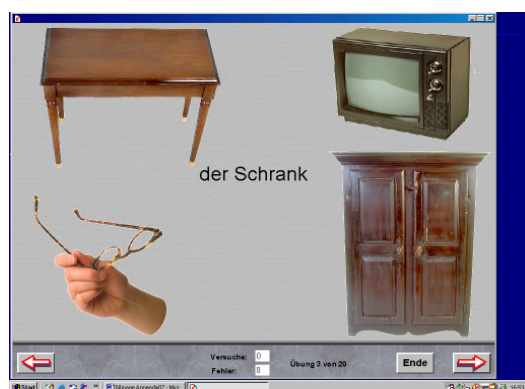 der Schrank
Versuche: 0
Fehler: 0
Übung 3 von 20
Ende
Start